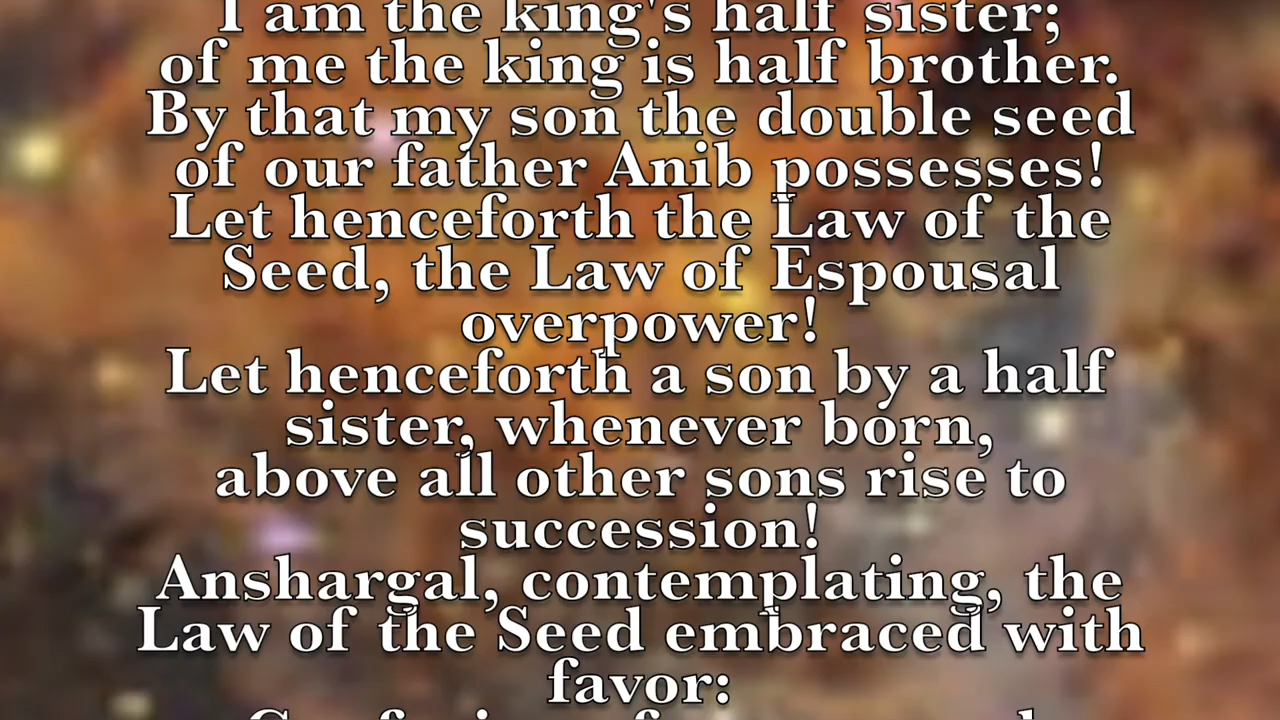 I am the king's half sister;
of me the king is half brother.
By that my son the double seed
of our father Anib possesses!
Let henceforth the Law of the
Seed, the Law of Espousal
overpower!
Let henceforth a son by a half
sister, whenever born,
above all other sons rise to
succession!
Anshargal, contemplating, the
Law of the Seed embraced with
favor: